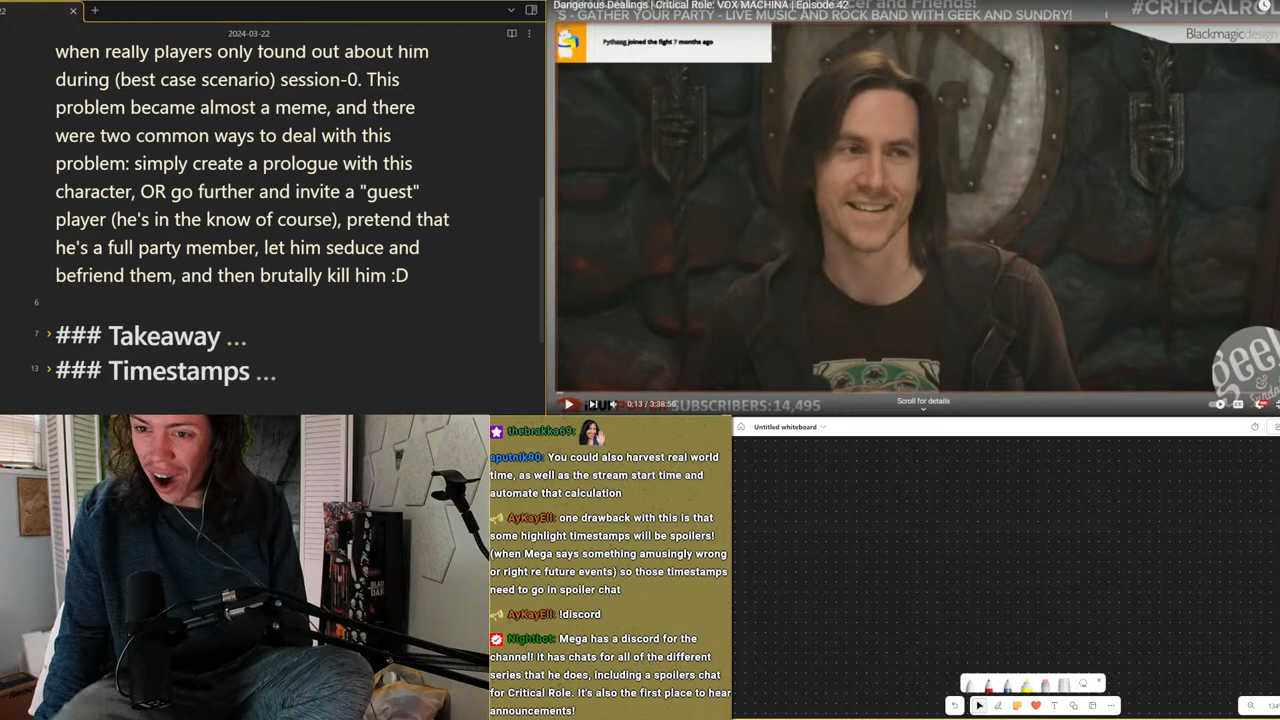 22
2024-03-22
when really players only found out about him
during (best case scenario) session-0. This
problem became almost a meme, and there
were two common ways to deal with this
problem: simply create a prologue with this
character, OR go further and invite a "guest"
player (he's in the know of course), pretend that
he's a full party member, let him seduce and
befriend them, and then brutally kill him :D
6
7 ### Takeaway ...
13 ### Timestamps ...
Dangerous Dealings | Critical Role: VOX MACHINA | Episode 42
S - GATHER YOUR PARTY - LIVE MUSIC AND ROCK BAND WITH GEEK AND SUNDRY!
#CRITICALROL
Blackmagicdesign
joined the fight 7 months ago
geek
& Sundry
SUBSCRIBERS: 14,495
0:13 / 3:38:50
Scroll for details
thebrakka69:
sputnik90: You could also harvest real world
time, as well as the stream start time and
automate that calculation
AyKayEll: one drawback with this is that
some highlight timestamps will be spoilers!
(when Mega says something amusingly wrong
or right re future events) so those timestamps
need to go in spoiler chat
AyKayEll: !discord
Nightbot: Mega has a discord for the
channel! It has chats for all of the different
series that he does, including a spoilers chat
for Critical Role. It's also the first place to hear
announcements!
Untitled whiteboard